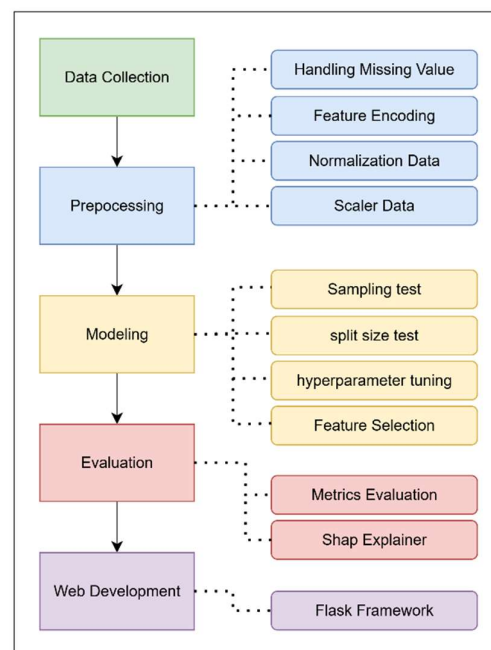 Data Collection
Handling Missing Value
Feature Encoding
Normalization Data
Prepocessing
Scaler Data
Sampling test
split size test
Modeling
hyperparameter tuning
Feature Selection
Evaluation
Metrics Evaluation
Shap Explainer
Web Development
Flask Framework